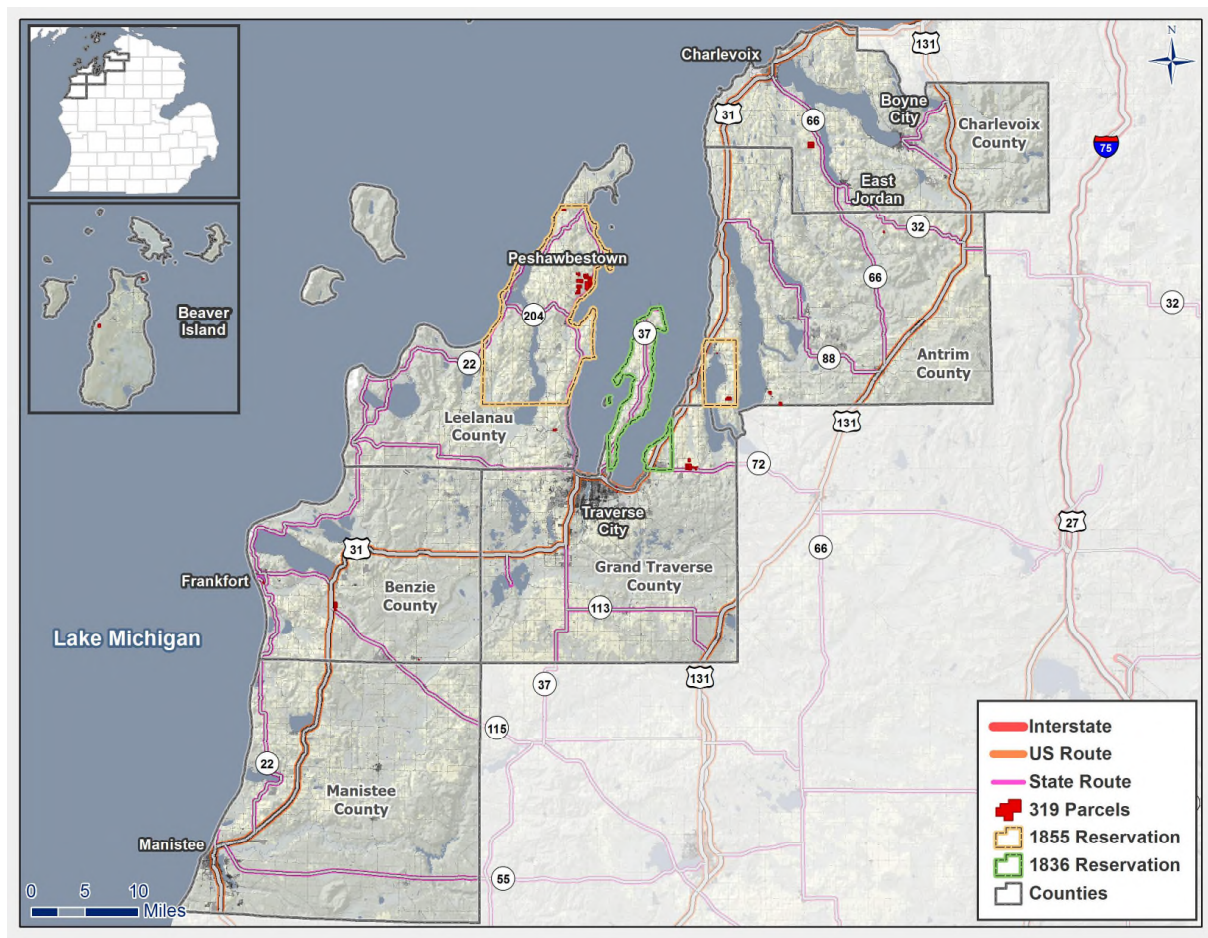 N
Charlevoix
131
31
66
Boyne
City
Charlevoix
County
75
East
Jordan
32
Peshawbestown
66
32
Beaver
Island
204
37
22
88
Antrim
County
Leelanau
County
131
72
Traverse
City
27
31
66
Frankfort
Benzie
County
Grand Traverse
County
113
Lake Michigan
37
131
115
22
Manistee
County
Manistee
55
0 5 10
Miles
Interstate
US Route
State Route
319 Parcels
1855 Reservation
1836 Reservation
Counties